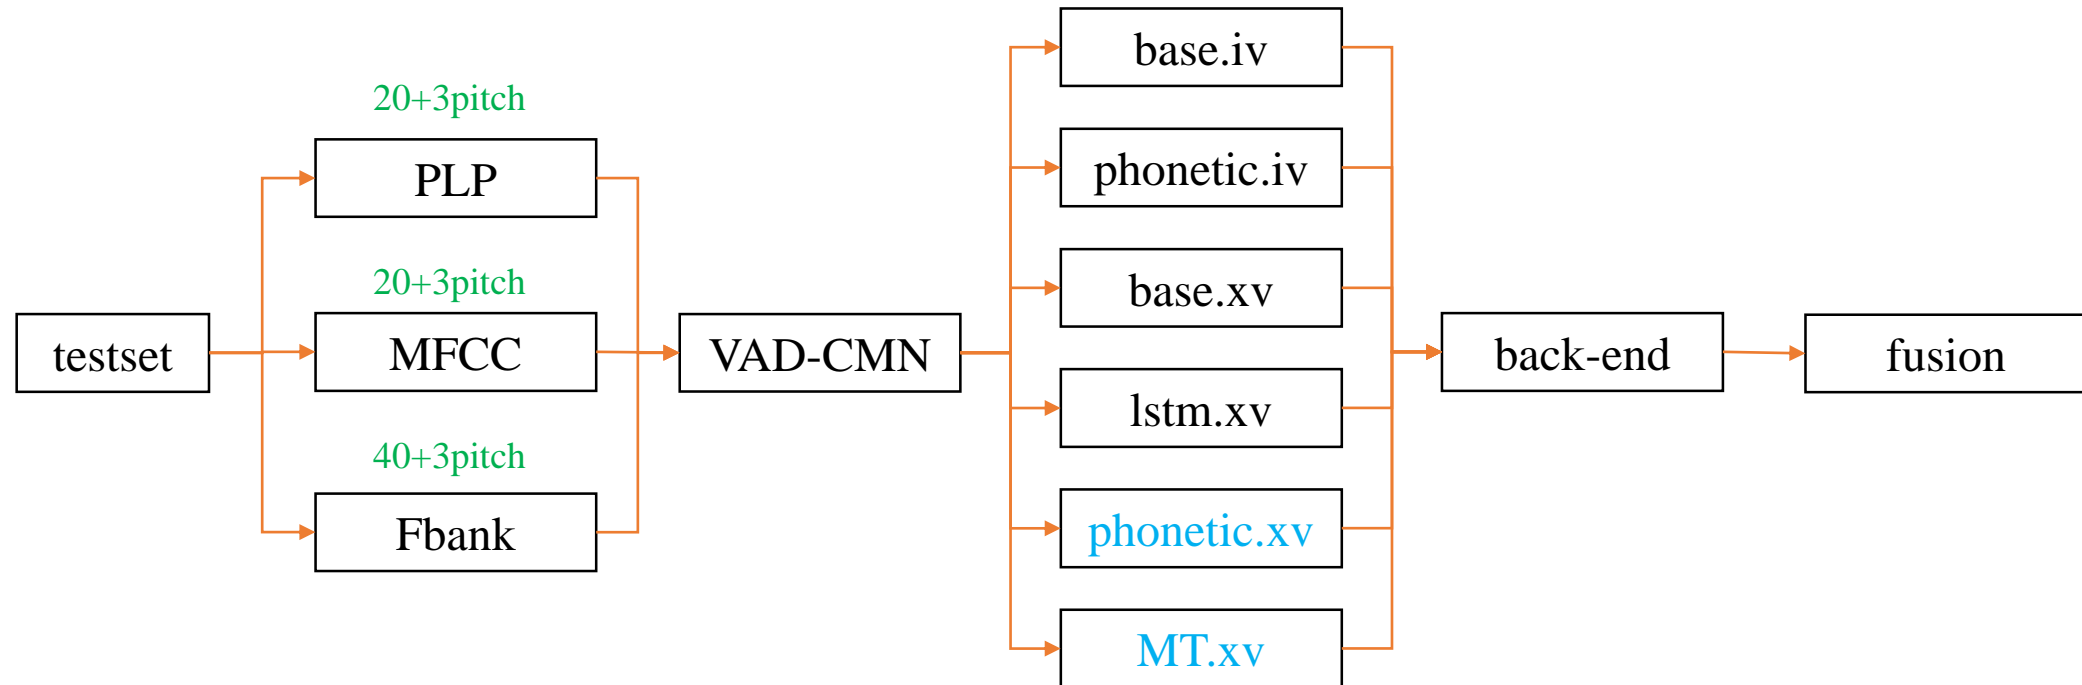 testset
20+3pitch
PLP
20+3pitch
MFCC
40+3pitch
Fbank
VAD-CMN
base.iv
phonetic.iv
base.xv
lstm.xv
phonetic.xv
MT.xv
back-end
fusion